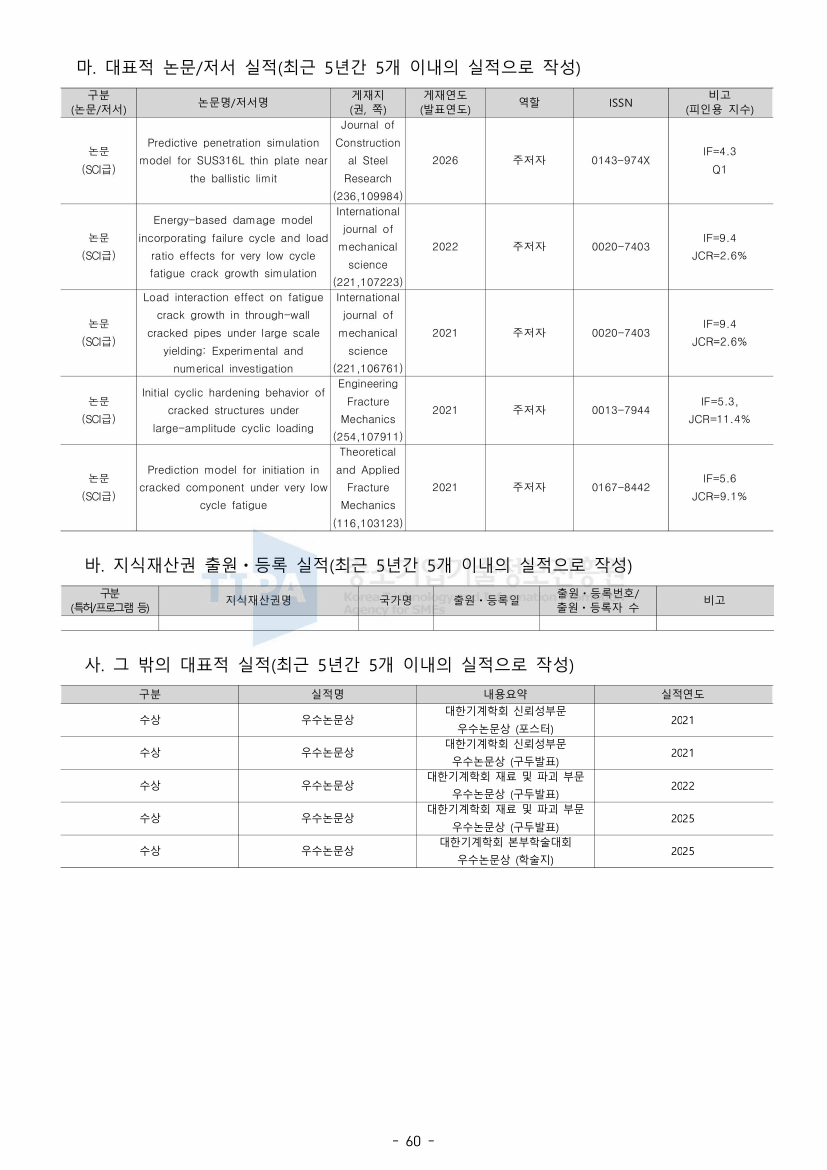 마. 대표적 논문/저서 실적(최근 5년간 5개 이내의 실적으로 작성)
구분 (논문/저서) 논문명/저서명 게재지 (권, 쪽) 게재연도 (발표연도) 역할 ISSN 비고 (피인용 지수)
논문
(SCI급)
Predictive penetration simulation
model for SUS316L thin plate near
the ballistic limit
Journal of
Construction
al Steel
Research
(236,109984)
2026
주저자
0143-974X
IF=4.3
Q1
논문
(SCI급)
Energy-based damage model
incorporating failure cycle and load
ratio effects for very low cycle
fatigue crack growth simulation
International
journal of
mechanical
science
(221,107223)
2022
주저자
0020-7403
IF=9.4
JCR=2.6%
논문
(SCI급)
Load interaction effect on fatigue
crack growth in through-wall
cracked pipes under large scale
yielding: Experimental and
numerical investigation
International
journal of
mechanical
science
(221,106761)
2021
주저자
0020-7403
IF=9.4
JCR=2.6%
논문
(SCI급)
Initial cyclic hardening behavior of
cracked structures under
large-amplitude cyclic loading
Engineering
Fracture
Mechanics
(254,107911)
2021
주저자
0013-7944
IF=5.3,
JCR=11.4%
논문
(SCI급)
Prediction model for initiation in
cracked component under very low
cycle fatigue
Theoretical
and Applied
Fracture
Mechanics
(116,103123)
2021
주저자
0167-8442
IF=5.6
JCR=9.1%
바. 지식재산권 출원・등록 실적(최근 5년간 5개 이내의 실적으로 작성)
구분
(특허/프로그램 등)
지식재산권명
국가명
출원・등록일
출원・등록번호/
출원・등록자 수
비고
TTPA
Agency for SMEs
사. 그 밖의 대표적 실적(최근 5년간 5개 이내의 실적으로 작성)
구분 실적명 내용요약 실적연도
수상
우수논문상
대한기계학회 신뢰성부문
우수논문상 (포스터)
2021
수상
우수논문상
대한기계학회 신뢰성부문
우수논문상 (구두발표)
2021
수상
우수논문상
대한기계학회 재료 및 파괴 부문
우수논문상 (구두발표)
2022
수상
우수논문상
대한기계학회 재료 및 파괴 부문
우수논문상 (구두발표)
2025
수상
우수논문상
대한기계학회 본부학술대회
우수논문상 (학술지)
2025
- 60 -